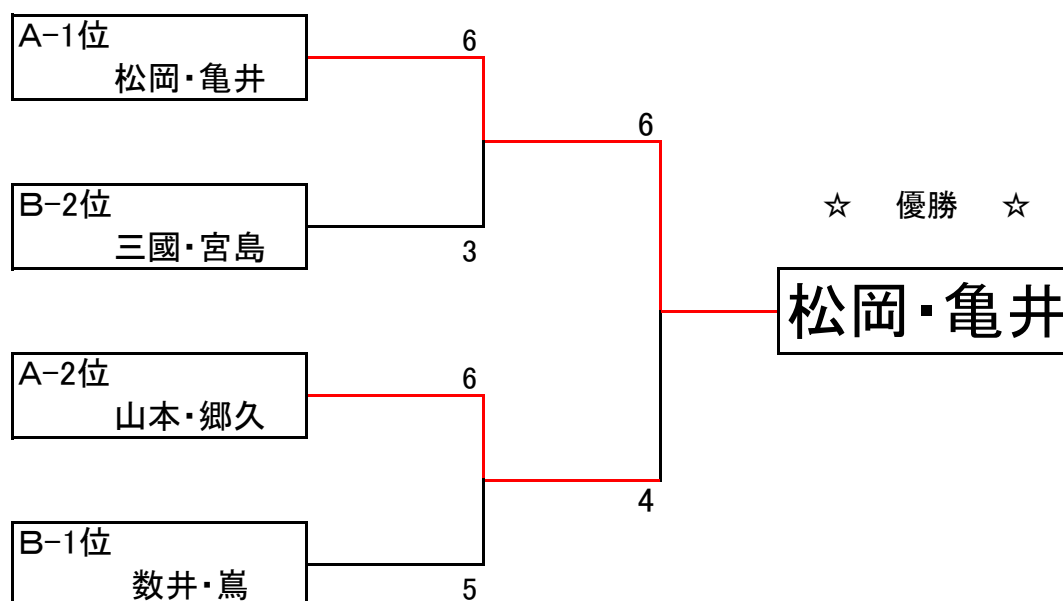 A-1位
松岡・亀井
6
6
B-2位
三國・宮島
3
☆ 優勝 ☆
松岡・亀井
A-2位
山本・郷久
6
4
B-1位
数井・嶌
5